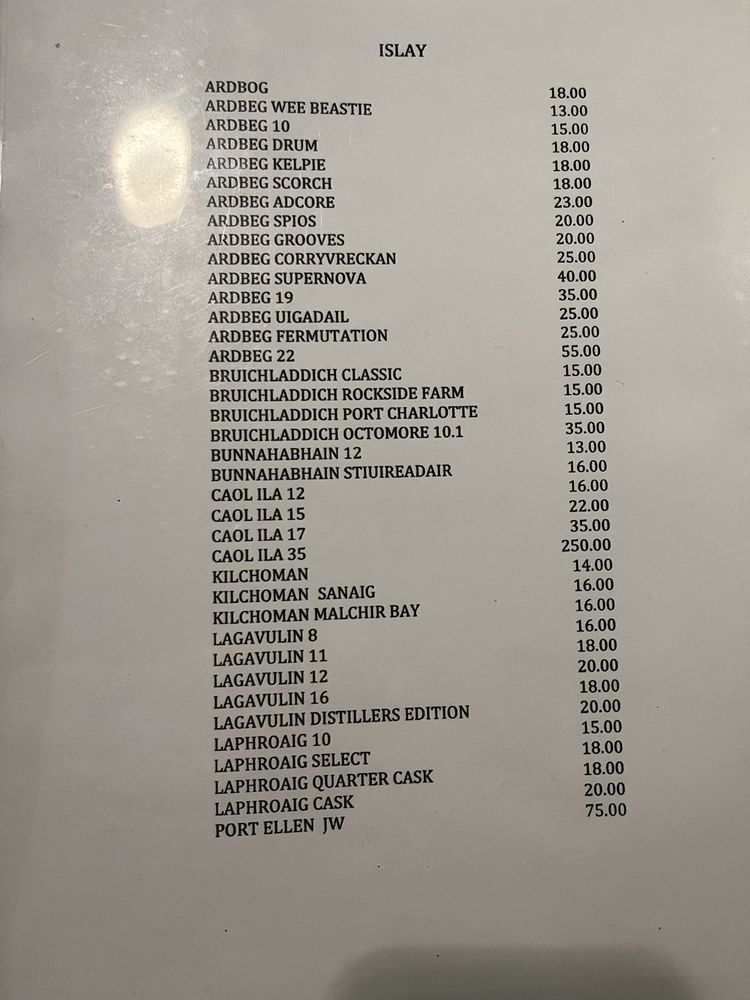 ISLAY
ARDBOG 18.00
ARDBEG WEE BEASTIE 13.00
ARDBEG 10 15.00
ARDBEG DRUM 18.00
ARDBEG KELPIE 18.00
ARDBEG SCORCH 18.00
ARDBEG ADCORE 23.00
ARDBEG SPIOS 20.00
ARDBEG GROOVES 20.00
ARDBEG CORRYVRECKAN 25.00
ARDBEG SUPERNOVA 40.00
ARDBEG 19 35.00
ARDBEG UIGADAIL 25.00
ARDBEG FERMUTATION 25.00
ARDBEG 22 55.00
BRUICHLADDICH CLASSIC 15.00
BRUICHLADDICH ROCKSIDE FARM 15.00
BRUICHLADDICH PORT CHARLOTTE 15.00
BRUICHLADDICH OCTOMORE 10.1 35.00
BUNNAHABHAIN 12 13.00
BUNNAHABHAIN STIUIREADAIR 16.00
CAOL ILA 12 16.00
CAOL ILA 15 22.00
CAOL ILA 17 35.00
CAOL ILA 35 250.00
KILCHOMAN 14.00
KILCHOMAN SANAIG 16.00
KILCHOMAN MALCHIR BAY 16.00
LAGAVULIN 8 16.00
LAGAVULIN 11 18.00
LAGAVULIN 12 20.00
LAGAVULIN 16 18.00
LAGAVULIN DISTILLERS EDITION 20.00
LAPHROAIG 10 15.00
LAPHROAIG SELECT 18.00
LAPHROAIG QUARTER CASK 18.00
LAPHROAIG CASK 20.00
PORT ELLEN JW 75.00